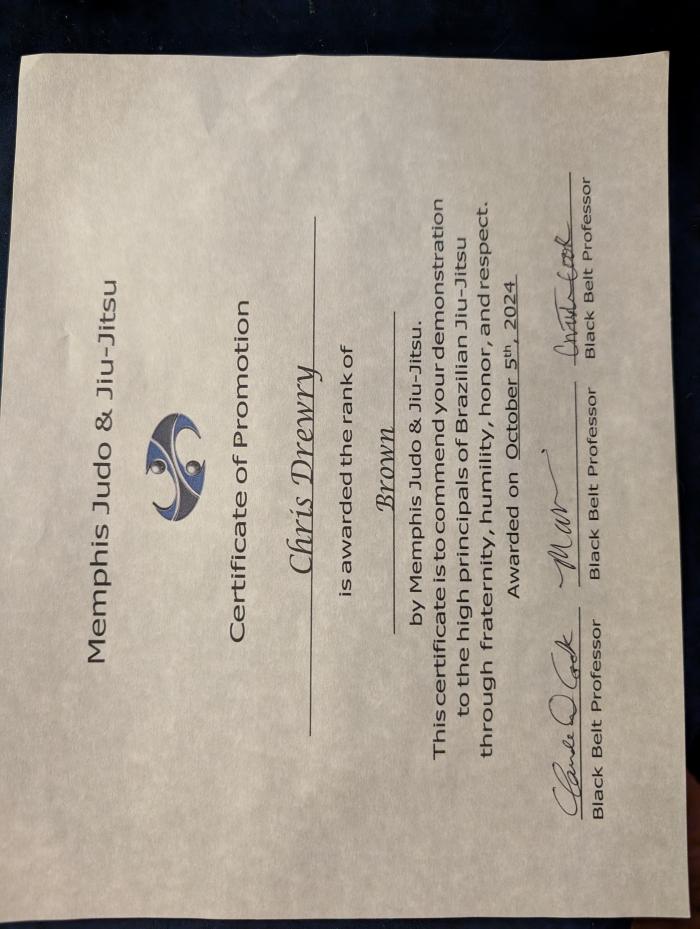 Memphis Judo & Jiu-Jitsu
Certificate of Promotion
Chris Drewry
is awarded the rank of
Brown
by Memphis Judo & Jiu-Jitsu.
This certificate is to commend your demonstration
to the high principals of Brazilian Jiu-Jitsu
through fraternity, humility, honor, and respect.
Awarded on October 5th, 2024
Claude D Cook
Black Belt Professor Black Belt Professor Black Belt Professor